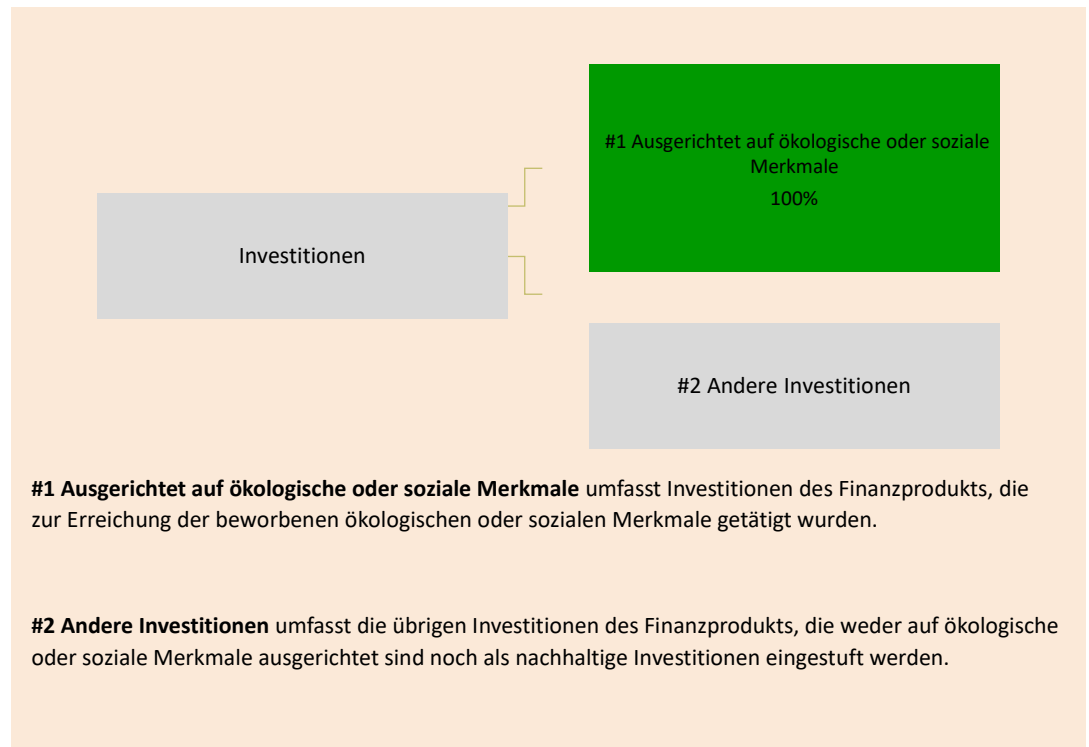 #1 Ausgerichtet auf ökologische oder soziale
Merkmale
100%
Investitionen
#2 Andere Investitionen
#1 Ausgerichtet auf ökologische oder soziale Merkmale umfasst Investitionen des Finanzprodukts, die
zur Erreichung der beworbenen ökologischen oder sozialen Merkmale getätigt wurden.
#2 Andere Investitionen umfasst die übrigen Investitionen des Finanzprodukts, die weder auf ökologische
oder soziale Merkmale ausgerichtet sind noch als nachhaltige Investitionen eingestuft werden.